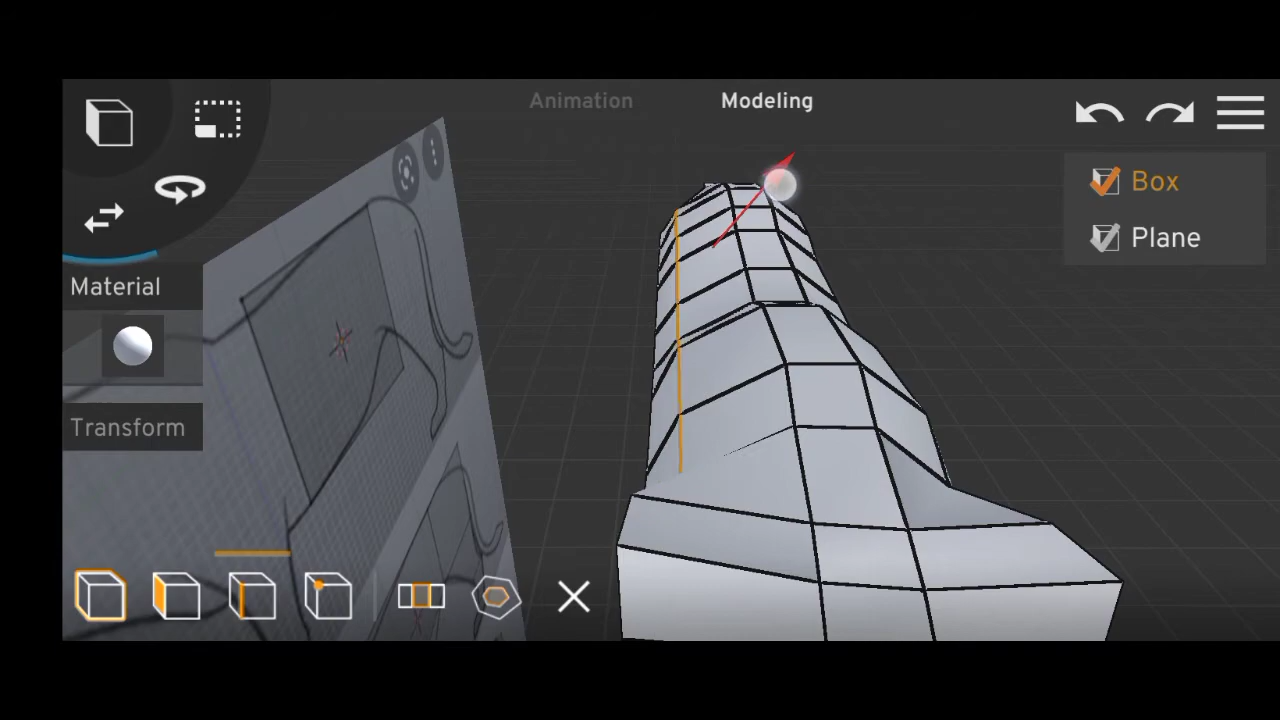 Animation
Modeling
Box
Plane
Material
Transform